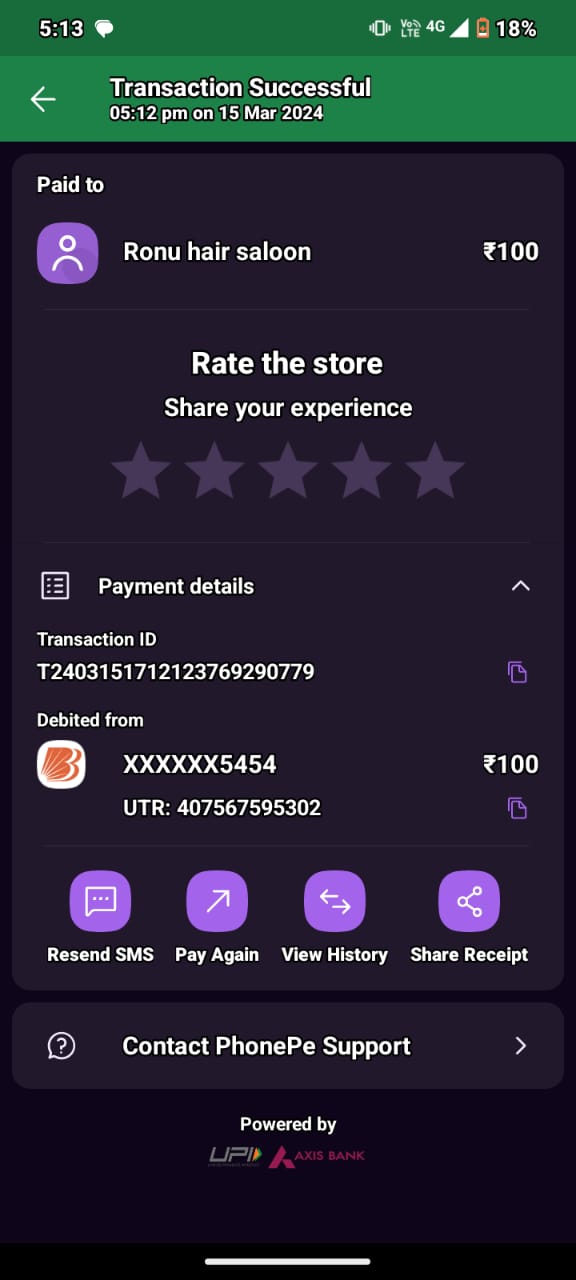 5:13 Vo LTE 4G 18%
Transaction Successful
05:12 pm on 15 Mar 2024
Paid to
Ronu hair saloon ₹100
Rate the store
Share your experience
Payment details
Transaction ID
T2403151712123769290779
Debited from
XXXXXX5454 ₹100
UTR: 407567595302
Resend SMS Pay Again View History Share Receipt
Contact PhonePe Support
Powered by
UPI AXIS BANK